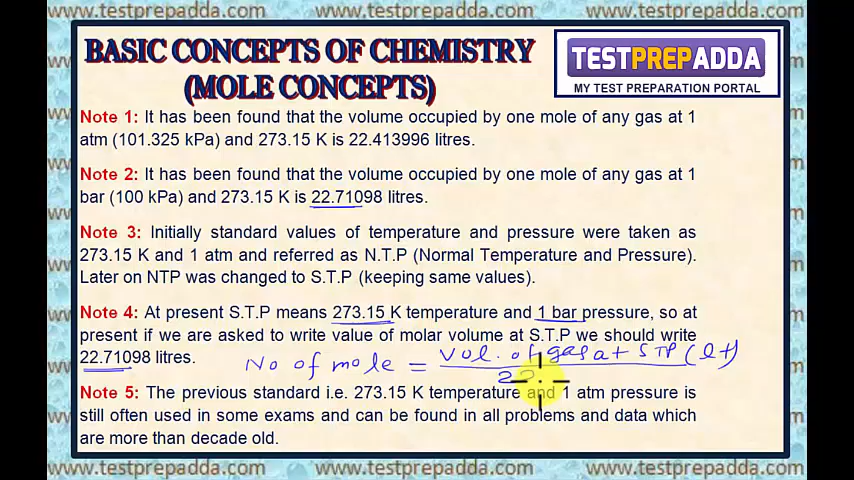 www.testprepadda.com www.testprepadda.com www.testprepadda.com
BASIC CONCEPTS OF CHEMISTRY
(MOLE CONCEPTS)
TESTPREPADDA
MY TEST PREPARATION PORTAL
Note 1: It has been found that the volume occupied by one mole of any gas at 1
atm (101.325 kPa) and 273.15 K is 22.413996 litres.
Note 2: It has been found that the volume occupied by one mole of any gas at 1
bar (100 kPa) and 273.15 K is 22.71098 litres.
Note 3: Initially standard values of temperature and pressure were taken as
273.15 K and 1 atm and referred as N.T.P (Normal Temperature and Pressure).
Later on NTP was changed to S.T.P (keeping same values).
Note 4: At present S.T.P means 273.15 K temperature and 1 bar pressure, so at
present if we are asked to write value of molar volume at S.T.P we should write
22.71098 litres.
No of mole = Vol. of gas at STP (lt)
22
Note 5: The previous standard i.e. 273.15 K temperature and 1 atm pressure is
still often used in some exams and can be found in all problems and data which
are more than decade old.
www.testprepadda.com www.testprepadda.com www.testprepadda.com